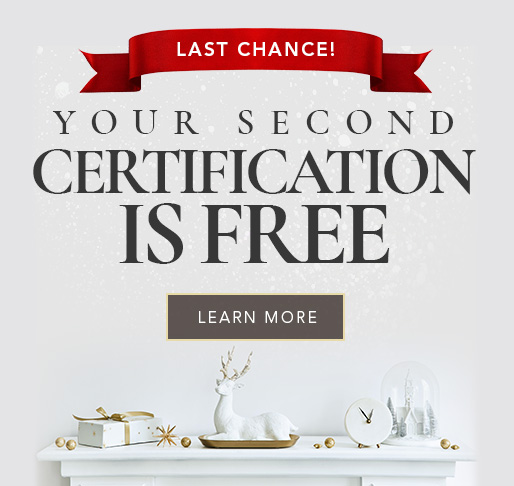 LAST CHANCE!
YOUR SECOND
CERTIFICATION
IS FREE
LEARN MORE